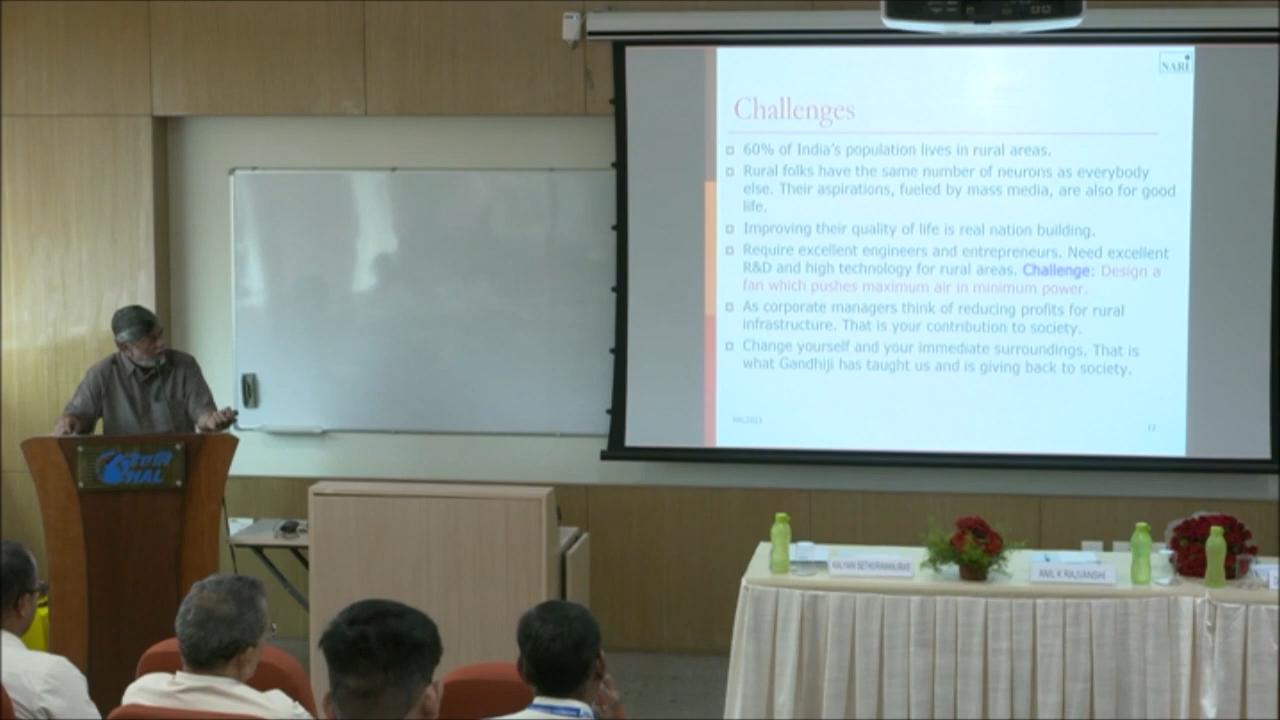 NARI
Challenges
60% of India's population lives in rural areas.
Rural folks have the same number of neurons as everybody
else. Their aspirations, fueled by mass media, are also for good
life.
Improving their quality of life is real nation building.
Require excellent engineers and entrepreneurs. Need excellent
R&D and high technology for rural areas. Challenge: Design a
fan which pushes maximum air in minimum power.
As corporate managers think of reducing profits for rural
infrastructure. That is your contribution to society.
Change yourself and your immediate surroundings. That is
what Gandhiji has taught us and is giving back to society.
12
HAL
ANIL K RAJVANSHI